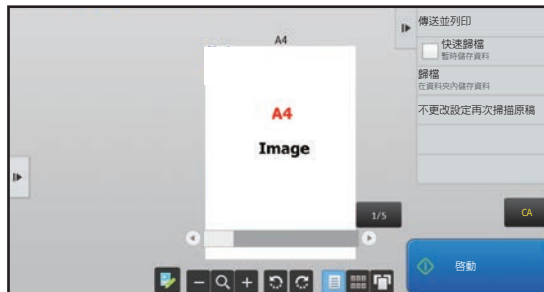 A4
A4
Image
1/5
傳送並列印
快速歸檔
暫時儲存資料
歸檔
在資料夾內儲存資料
不更改設定再次掃描原稿
CA
啓動